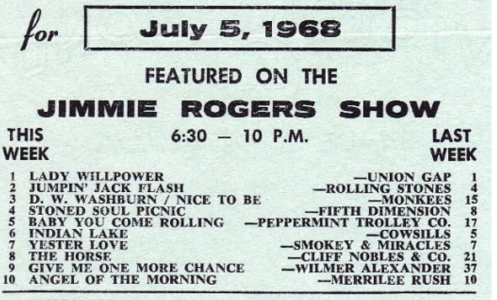 for July 5, 1968
FEATURED ON THE
JIMMIE ROGERS SHOW
THIS WEEK 6:30 — 10 P.M. LAST WEEK
1 LADY WILLPOWER —UNION GAP 1
2 JUMPIN' JACK FLASH —ROLLING STONES 4
3 D. W. WASHBURN / NICE TO BE —MONKEES 15
4 STONED SOUL PICNIC —FIFTH DIMENSION 8
5 BABY YOU COME ROLLING —PEPPERMINT TROLLEY CO. 17
6 INDIAN LAKE —COWSILLS 5
7 YESTER LOVE —SMOKEY & MIRACLES 7
8 THE HORSE —CLIFF NOBLES & CO. 21
9 GIVE ME ONE MORE CHANCE —WILMER ALEXANDER 37
10 ANGEL OF THE MORNING —MERRILEE RUSH 10